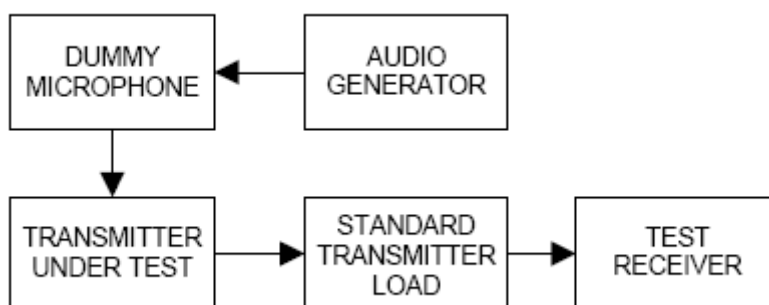 DUMMY
MICROPHONE
AUDIO
GENERATOR
TRANSMITTER
UNDER TEST
STANDARD
TRANSMITTER
LOAD
TEST
RECEIVER